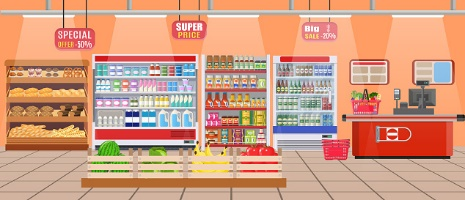 SPECIAL
OFFER -50%
SUPER
PRICE
Big
SALE -20%